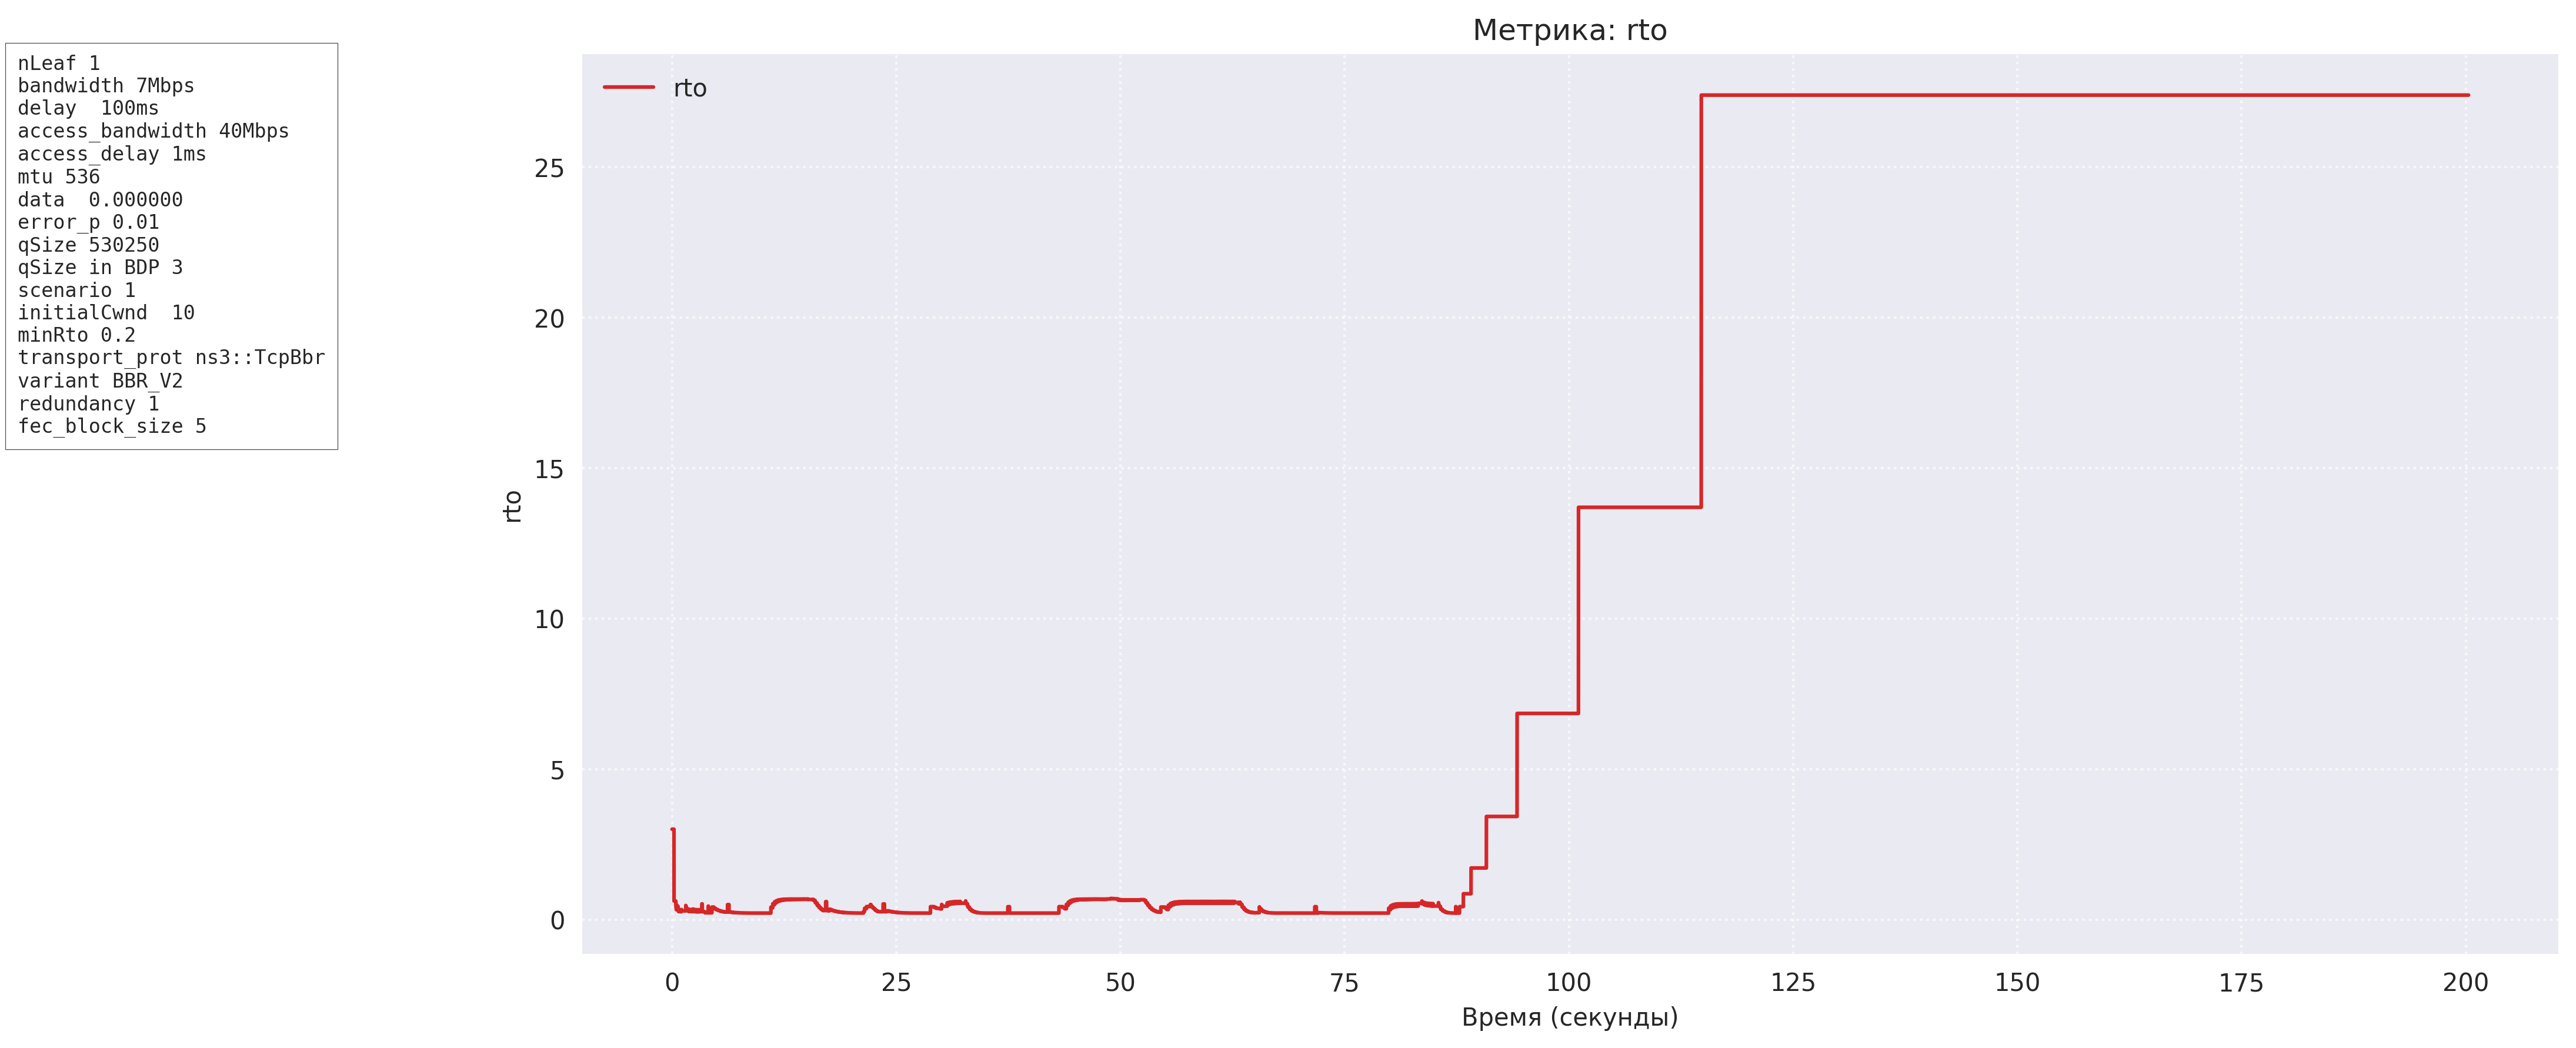 Метрика: rto
nLeaf 1
bandwidth 7Mbps
delay  100ms
access_bandwidth 40Mbps
access_delay 1ms
mtu 536
data  0.000000
error_p 0.01
qSize 530250
qSize in BDP 3
scenario 1
initialCwnd  10
minRto 0.2
transport_prot ns3::TcpBbr
variant BBR_V2
redundancy 1
fec_block_size 5
rto
rto
25
20
15
10
5
0
0 25 50 75 100 125 150 175 200
Время (секунды)